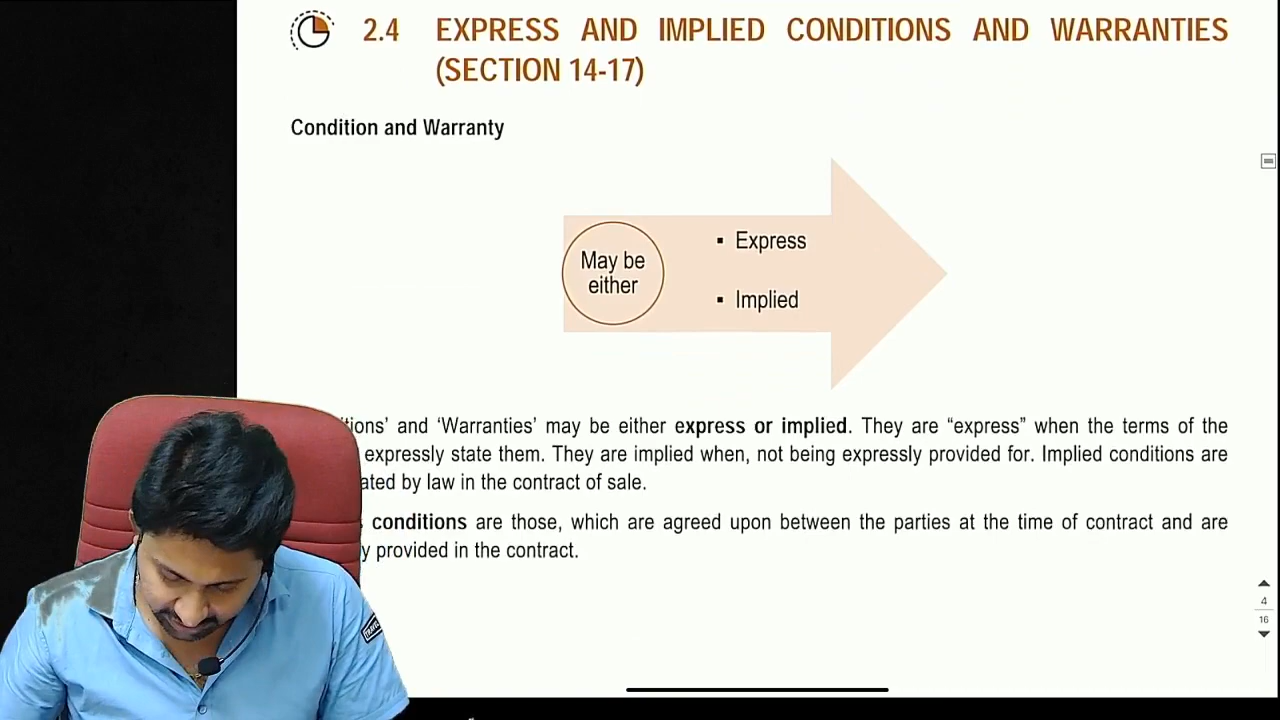 2.4 EXPRESS AND IMPLIED CONDITIONS AND WARRANTIES
(SECTION 14-17)
Condition and Warranty
May be
either
▪ Express
▪ Implied
tions' and 'Warranties' may be either express or implied. They are “express” when the terms of the
expressly state them. They are implied when, not being expressly provided for. Implied conditions are
ated by law in the contract of sale.
s conditions are those, which are agreed upon between the parties at the time of contract and are
y provided in the contract.
4
16